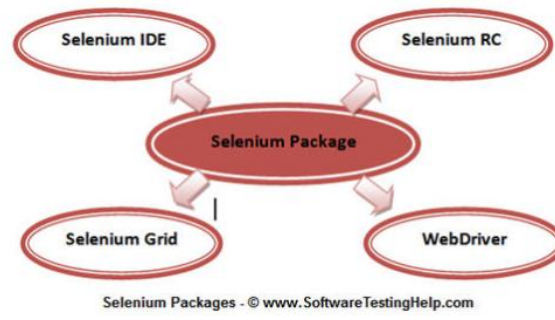 Selenium IDE
Selenium RC
Selenium Package
Selenium Grid
WebDriver
Selenium Packages - © www.SoftwareTestingHelp.com